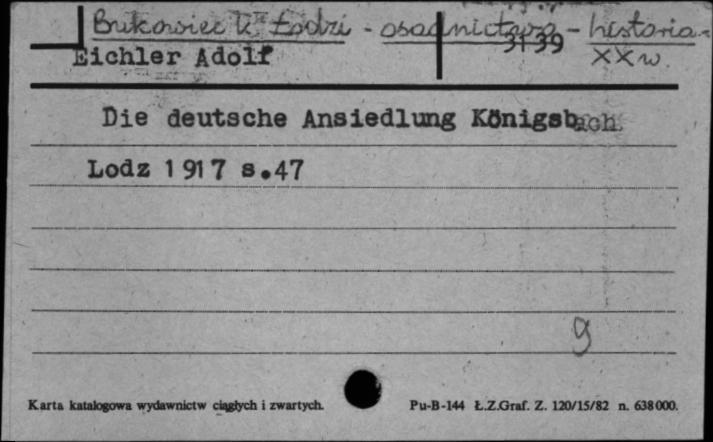 Bukowiec k. Łodzi - osadnictwo - historia -
XX w.
3139
Eichler Adolf
Die deutsche Ansiedlung Königsbach
Lodz 1917 s.47
9
Karta katalogowa wydawnictw ciągłych i zwartych.
Pu-B-144 Ł.Z.Graf. Z. 120/15/82 n. 638000.